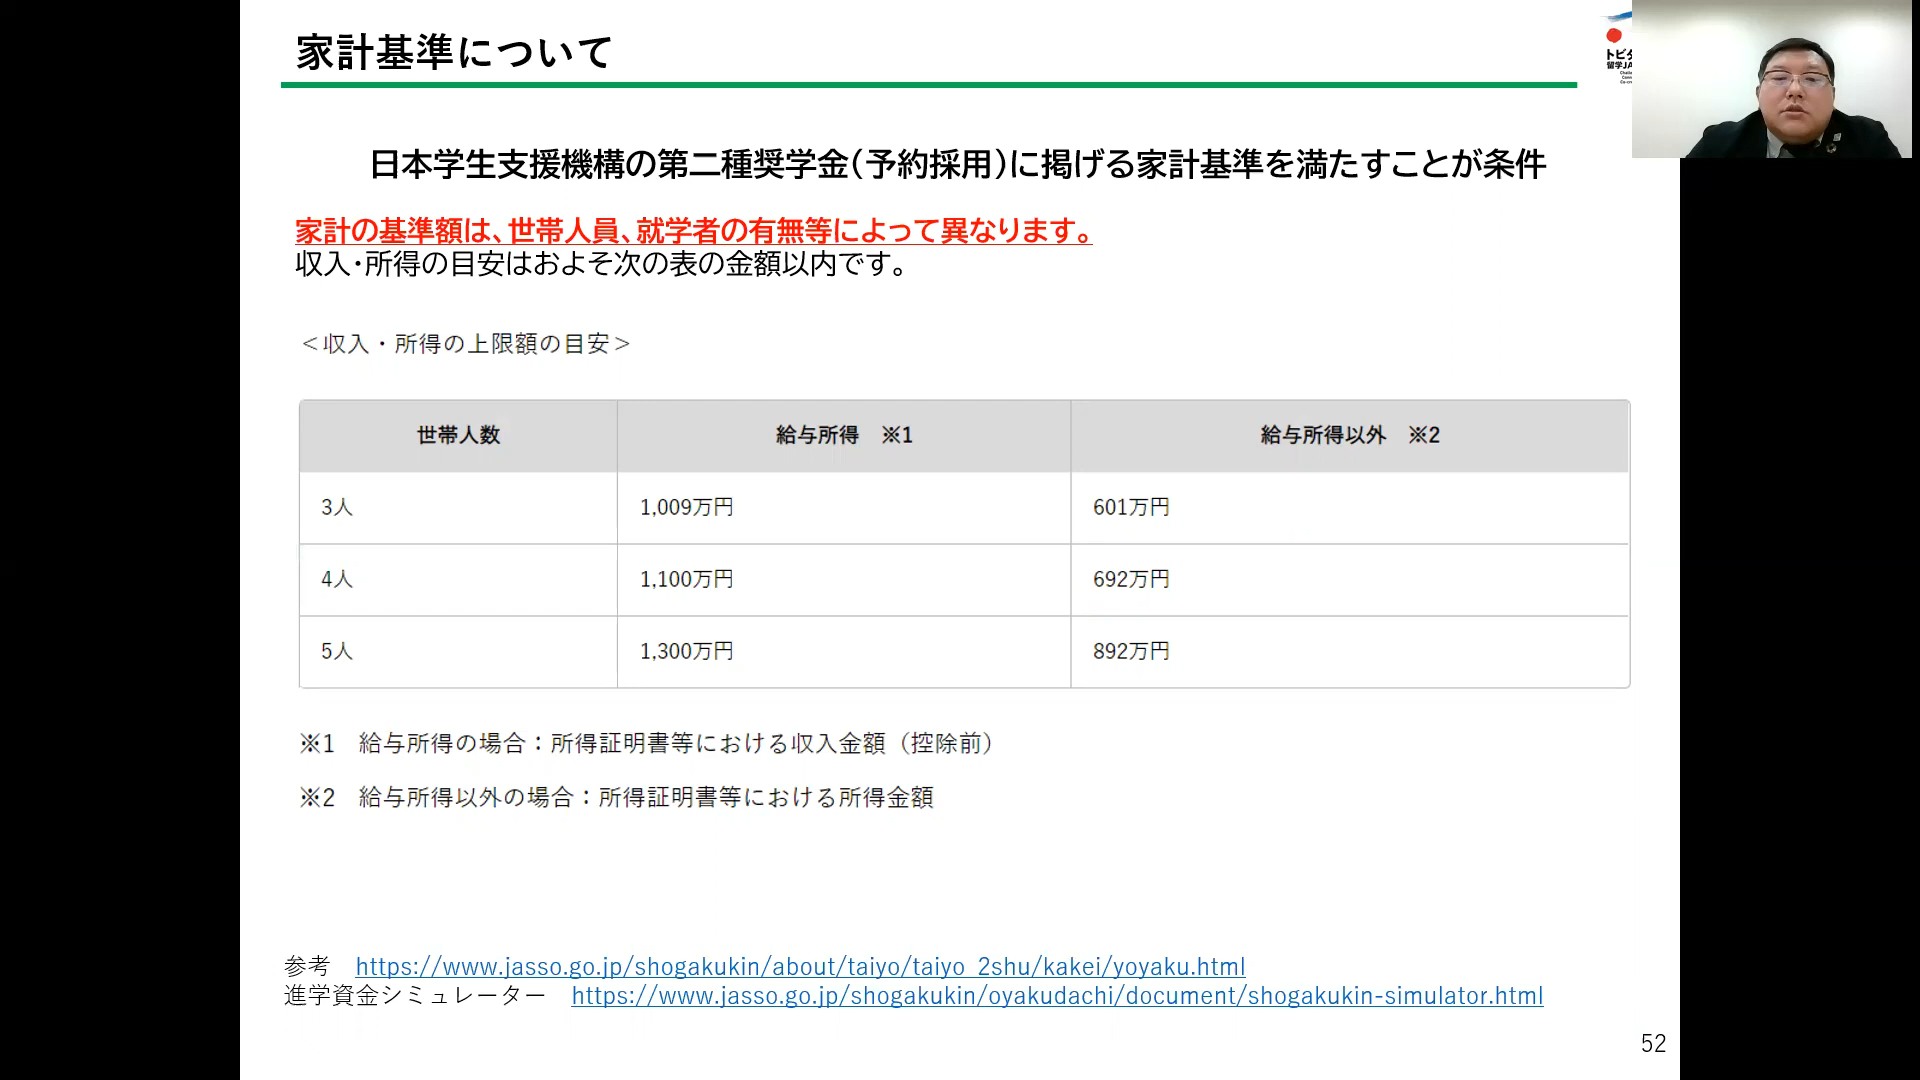 家計基準について
トビタ
留学JA
日本学生支援機構の第二種奨学金(予約採用)に掲げる家計基準を満たすことが条件
家計の基準額は、世帯人員、就学者の有無等によって異なります。
収入・所得の目安はおよそ次の表の金額以内です。
<収入・所得の上限額の目安>
世帯人数 給与所得 ※1 給与所得以外 ※2
3人 1,009万円 601万円
4人 1,100万円 692万円
5人 1,300万円 892万円
※1 給与所得の場合：所得証明書等における収入金額（控除前）
※2 給与所得以外の場合：所得証明書等における所得金額
参考 https://www.jasso.go.jp/shogakukin/about/taiyo/taiyo_2shu/kakei/yoyaku.html
進学資金シミュレーター https://www.jasso.go.jp/shogakukin/oyakudachi/document/shogakukin-simulator.html
52